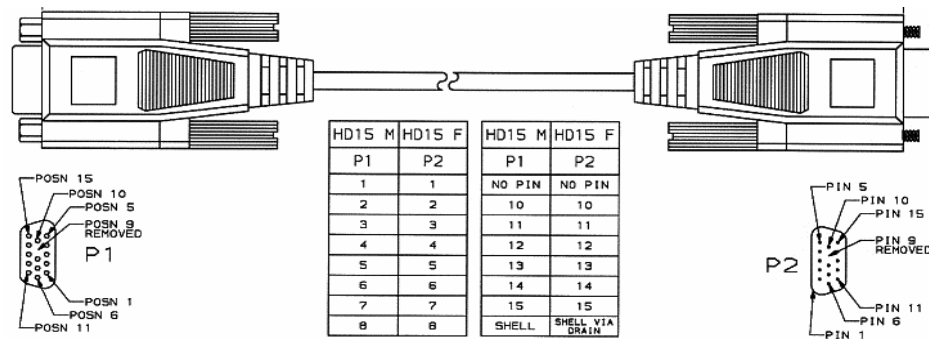 HD15 M HD15 F HD15 M HD15 F
P1 P2 P1 P2
1 1 NO PIN NO PIN
2 2 10 10
3 3 11 11
4 4 12 12
5 5 13 13
6 6 14 14
7 7 15 15
8 8 SHELL SHELL VIA DRAIN
POSN 15
POSN 10
POSN 5
POSN 9
REMOVED
P1
POSN 1
POSN 6
POSN 11
PIN 5
PIN 10
PIN 15
PIN 9
REMOVED
P2
PIN 11
PIN 6
PIN 1